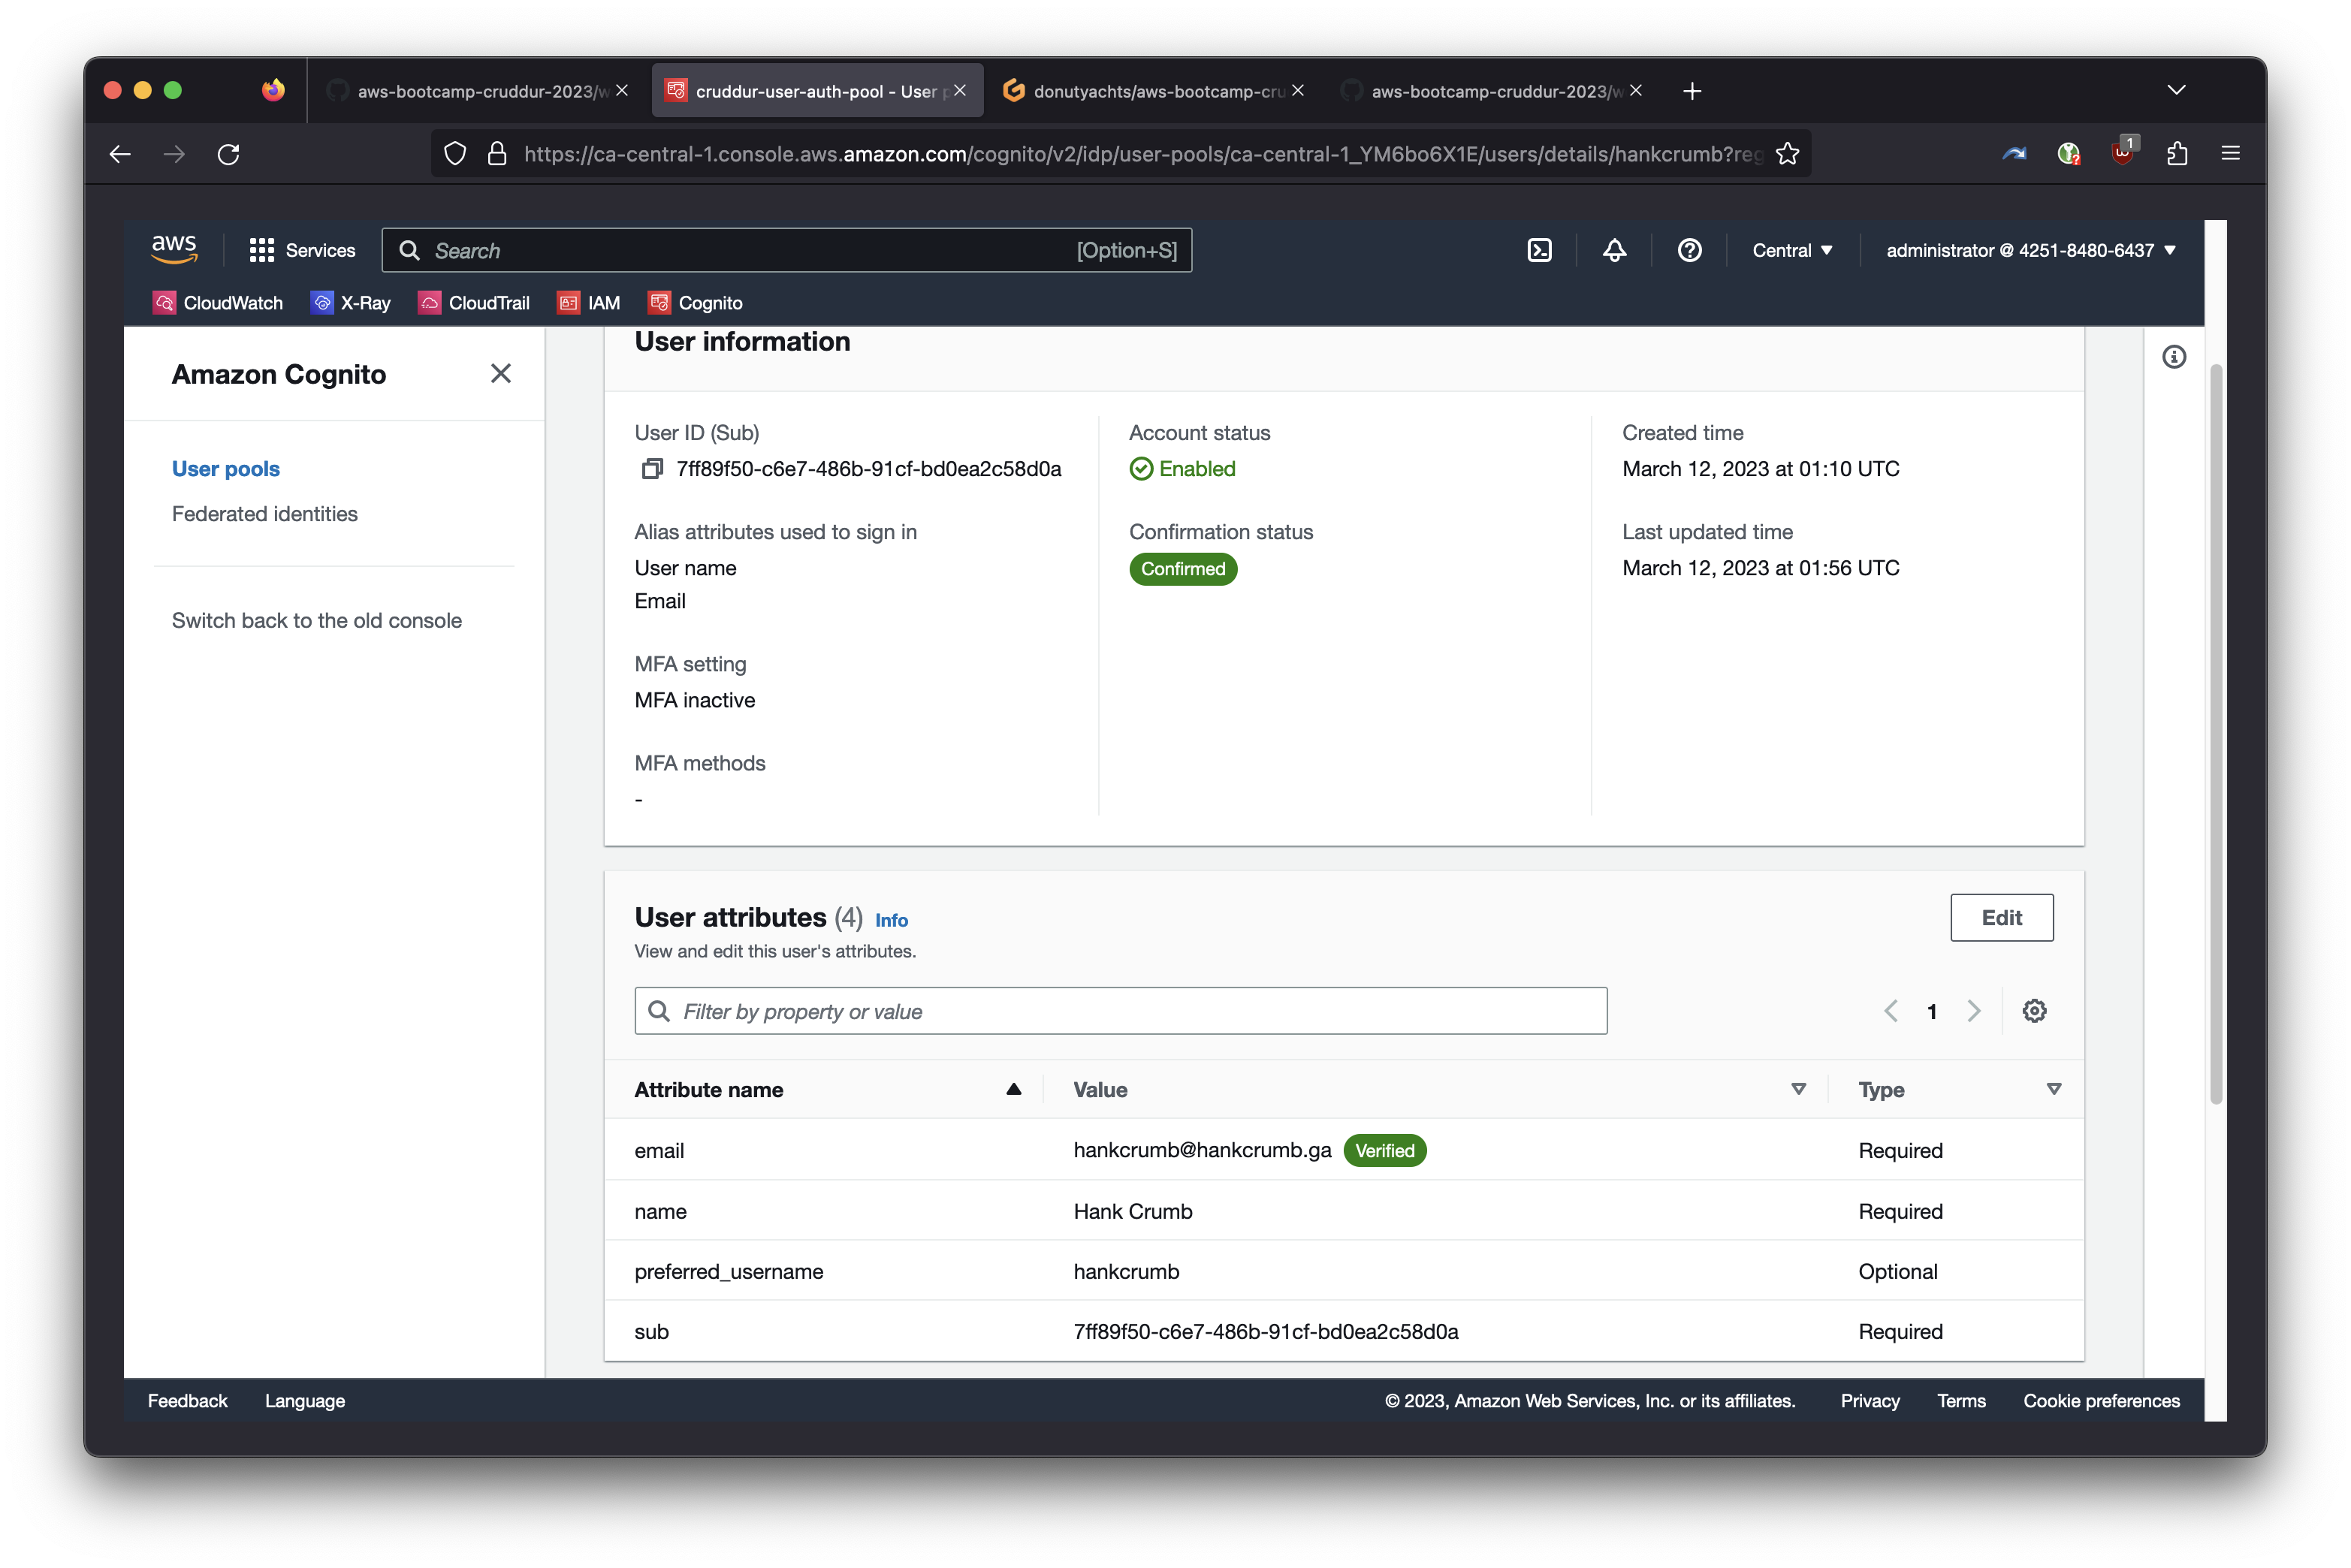 aws-bootcamp-cruddur-2023/w
cruddur-user-auth-pool - User p
donutyachts/aws-bootcamp-cru
aws-bootcamp-cruddur-2023/w
https://ca-central-1.console.aws.amazon.com/cognito/v2/idp/user-pools/ca-central-1_YM6bo6X1E/users/details/hankcrumb?reg
1
aws
Services
Search
[Option+S]
Central
administrator @ 4251-8480-6437
CloudWatch
X-Ray
CloudTrail
IAM
Cognito
Amazon Cognito
User pools
Federated identities
Switch back to the old console
User information
User ID (Sub)
7ff89f50-c6e7-486b-91cf-bd0ea2c58d0a
Alias attributes used to sign in
User name
Email
MFA setting
MFA inactive
MFA methods
-
Account status
Enabled
Confirmation status
Confirmed
Created time
March 12, 2023 at 01:10 UTC
Last updated time
March 12, 2023 at 01:56 UTC
User attributes (4) Info
View and edit this user's attributes.
Edit
Filter by property or value
1
Attribute name Value Type
email hankcrumb@hankcrumb.ga Verified Required
name Hank Crumb Required
preferred_username hankcrumb Optional
sub 7ff89f50-c6e7-486b-91cf-bd0ea2c58d0a Required
Feedback Language © 2023, Amazon Web Services, Inc. or its affiliates. Privacy Terms Cookie preferences